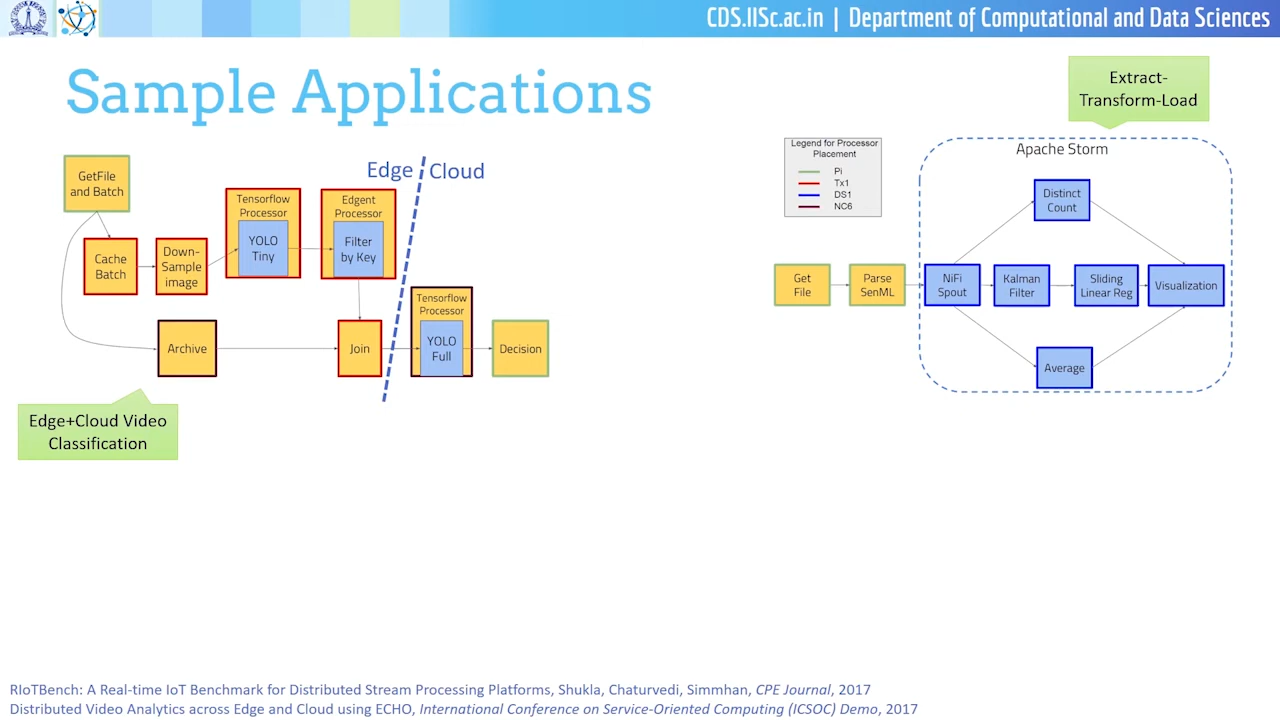 CDS.IISc.ac.in | Department of Computational and Data Sciences
Sample Applications
Extract-
Transform-Load
GetFile
and Batch
Edge
Cloud
Tensorflow
Processor
YOLO
Tiny
Edgent
Processor
Filter
by Key
Cache
Batch
Down-
Sample
image
Archive
Join
Tensorflow
Processor
YOLO
Full
Decision
Edge+Cloud Video
Classification
Legend for Processor
Placement
Pi
Tx1
DS1
NC6
Apache Storm
Distinct
Count
Get
File
Parse
SenML
NiFi
Spout
Kalman
Filter
Sliding
Linear Reg
Visualization
Average
RIoTBench: A Real-time IoT Benchmark for Distributed Stream Processing Platforms, Shukla, Chaturvedi, Simmhan, CPE Journal, 2017
Distributed Video Analytics across Edge and Cloud using ECHO, International Conference on Service-Oriented Computing (ICSOC) Demo, 2017